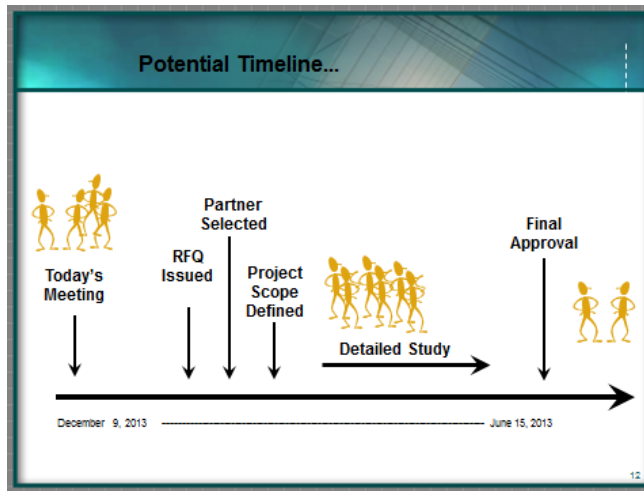 Potential Timeline...
Today's
Meeting
RFQ
Issued
Partner
Selected
Project
Scope
Defined
Detailed Study
Final
Approval
December 9, 2013
June 15, 2013
12